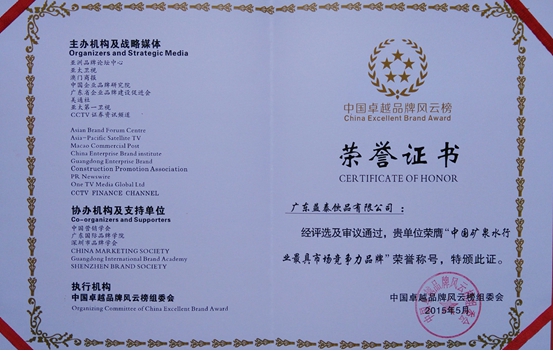 主办机构及战略媒体
Organizers and Strategic Media
亚洲品牌论坛中心
亚太卫视
澳门商报
中国企业品牌研究院
广东省企业品牌建设促进会
美通社
亚太第一卫视
CCTV 证券资讯频道
Asian Brand Forum Centre
Asia-Pacific Satellite TV
Macao Commercial Post
China Enterprise Brand institute
Guangdong Enterprise Brand
Construction Promotion Association
PR Newswire
One TV Media Global Ltd
CCTV FINANCE CHANNEL
协办机构及支持单位
Co-organizers and Supporters
中国营销学会
广东国际品牌学院
深圳市品牌学会
CHINA MARKETING SOCIETY
Guangdong International Brand Academy
SHENZHEN BRAND SOCIETY
执行机构
中国卓越品牌风云榜组委会
Organizing Committee of China Excellent Brand Award
中国卓越品牌风云榜
China Excellent Brand Award
荣誉证书
CERTIFICATE OF HONOR
广东蓝泰饮品有限公司：
经评选及审议通过，贵单位荣膺“中国矿泉水行
业最具市场竞争力品牌”荣誉称号，特颁此证。
中国卓越品牌风云榜组委会
2015年5月